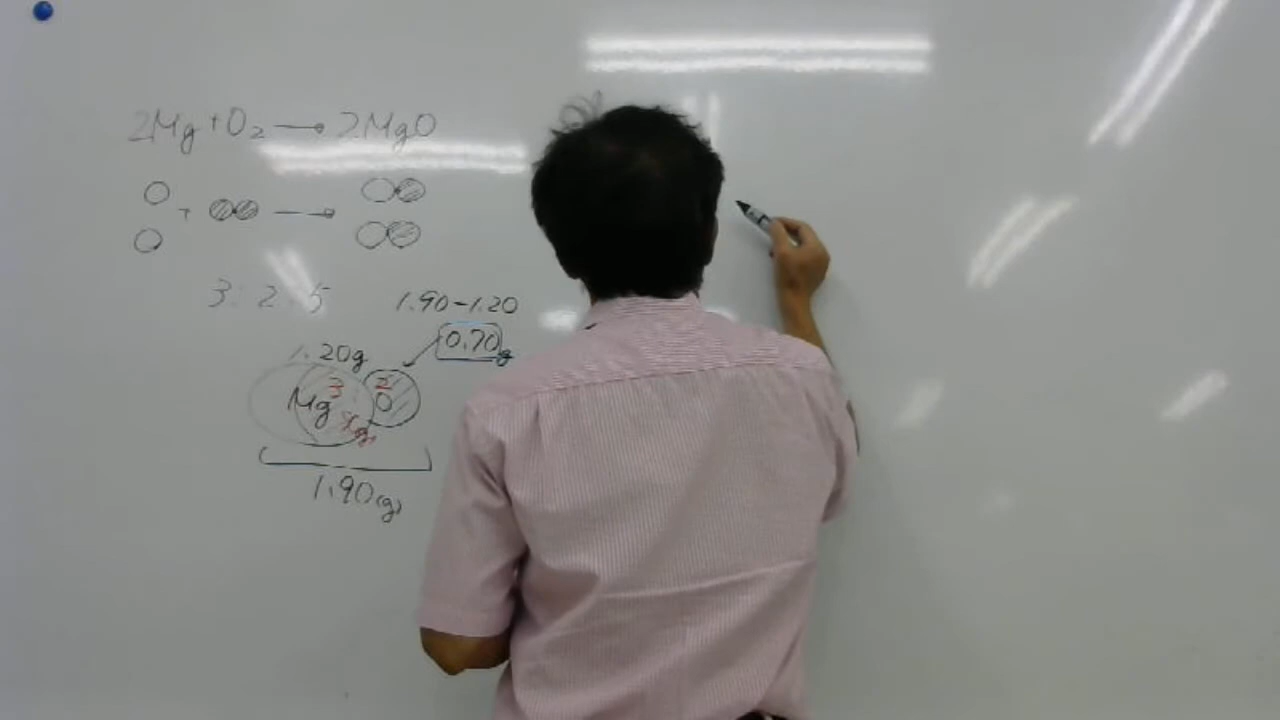 2Mg + O₂ → 2MgO
+ →
3 : 2 : 5
1.90-1.20
0.70g
1.20g
Mg 3 2 O
xg
1.90(g)